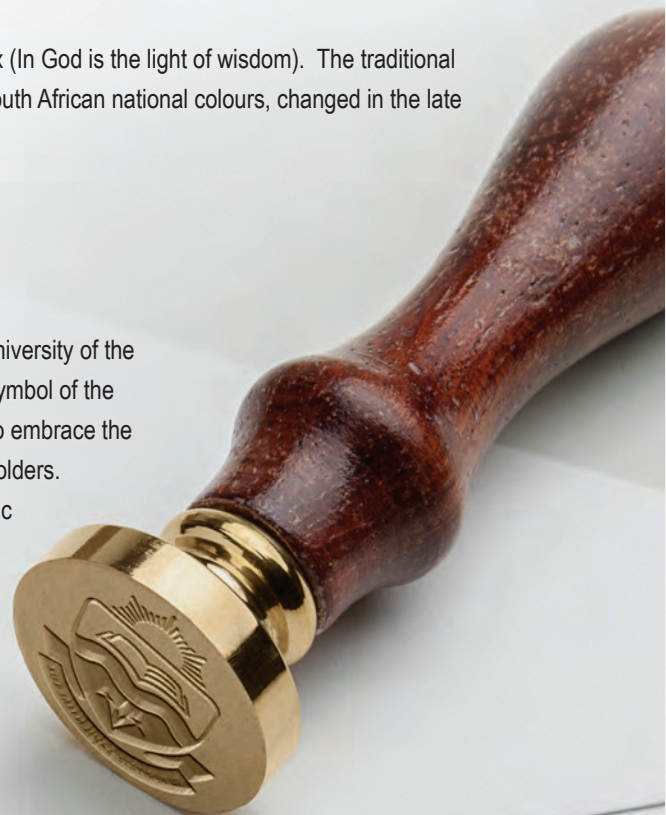 x (In God is the light of wisdom). The traditional
outh African national colours, changed in the late
niversity of the
ymbol of the
o embrace the
olders.
c